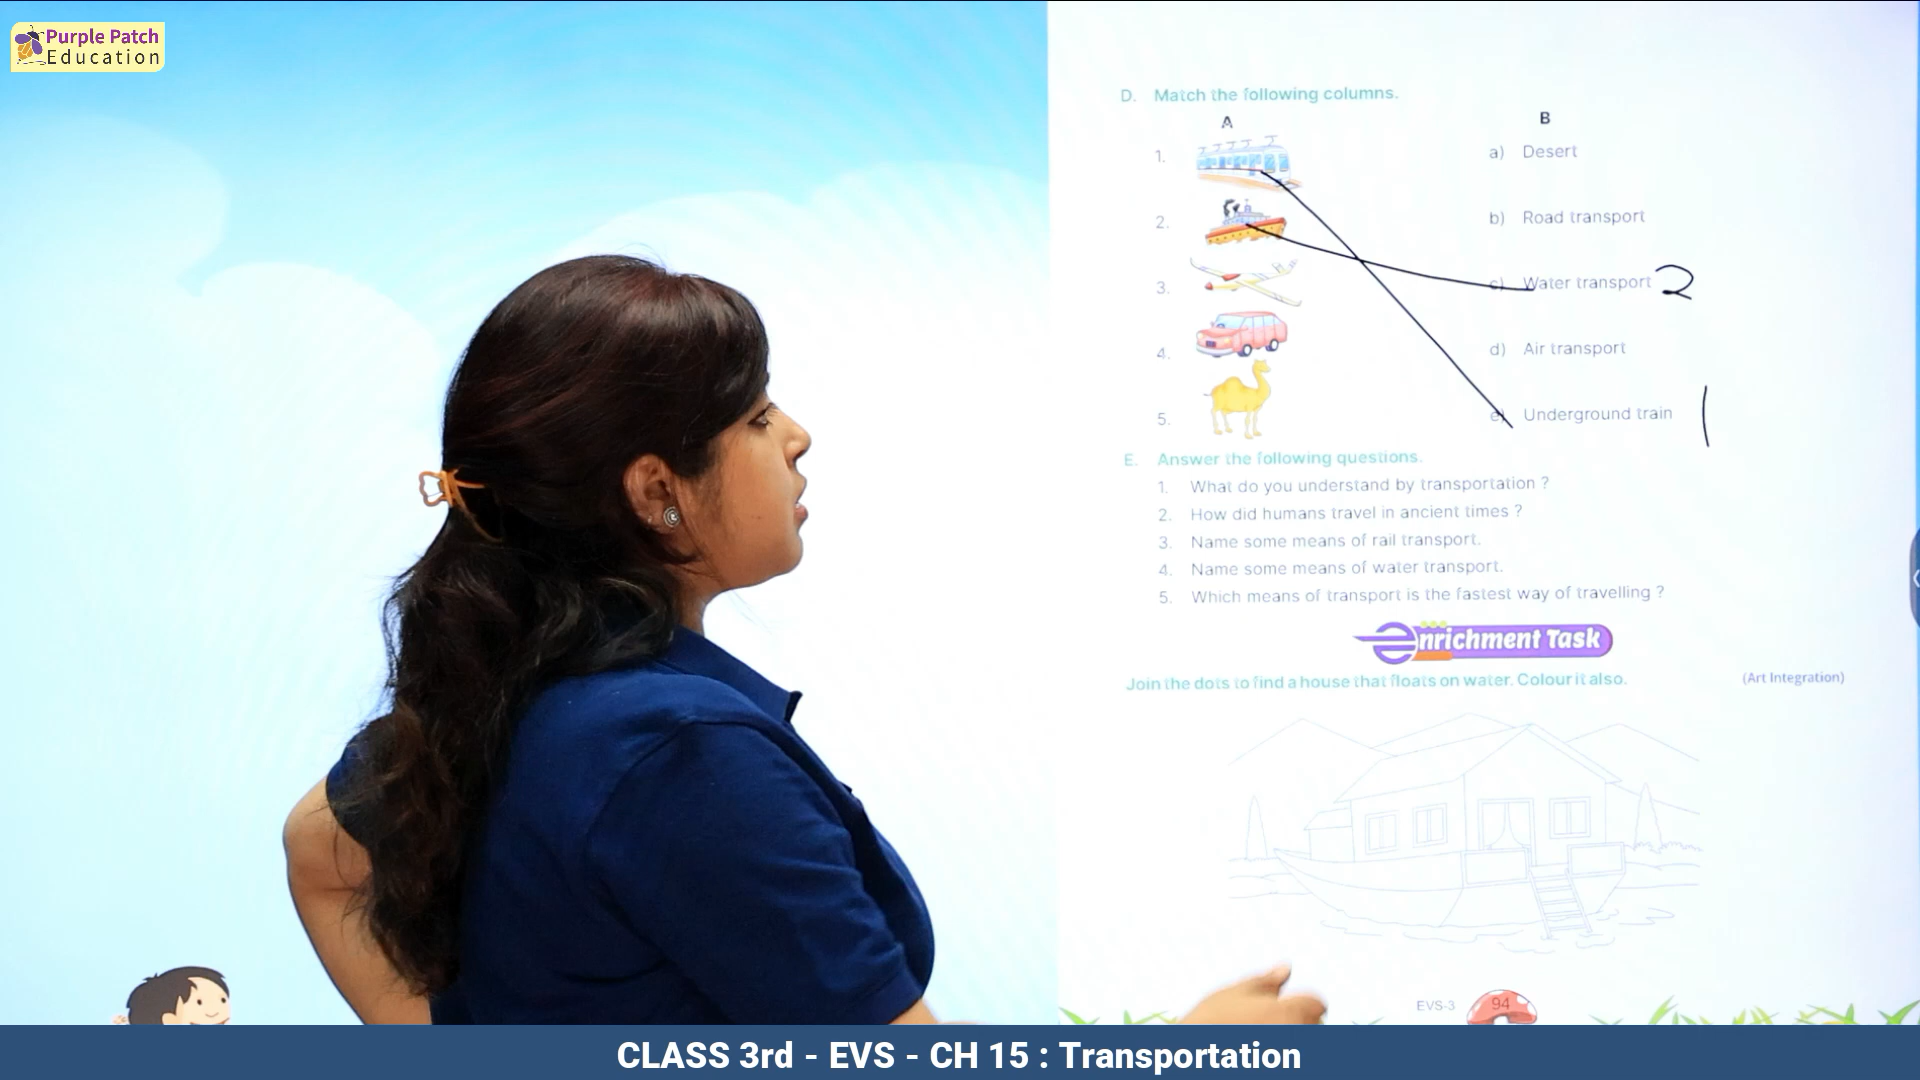 Purple Patch
Education
D. Match the following columns.
A
B
1.
a) Desert
2.
b) Road transport
3.
c) Water transport 2
4.
d) Air transport
5.
e) Underground train 1
E. Answer the following questions.
1. What do you understand by transportation ?
2. How did humans travel in ancient times ?
3. Name some means of rail transport.
4. Name some means of water transport.
5. Which means of transport is the fastest way of travelling ?
Enrichment Task
Join the dots to find a house that floats on water. Colour it also.
(Art Integration)
EVS-3
94
CLASS 3rd - EVS - CH 15 : Transportation